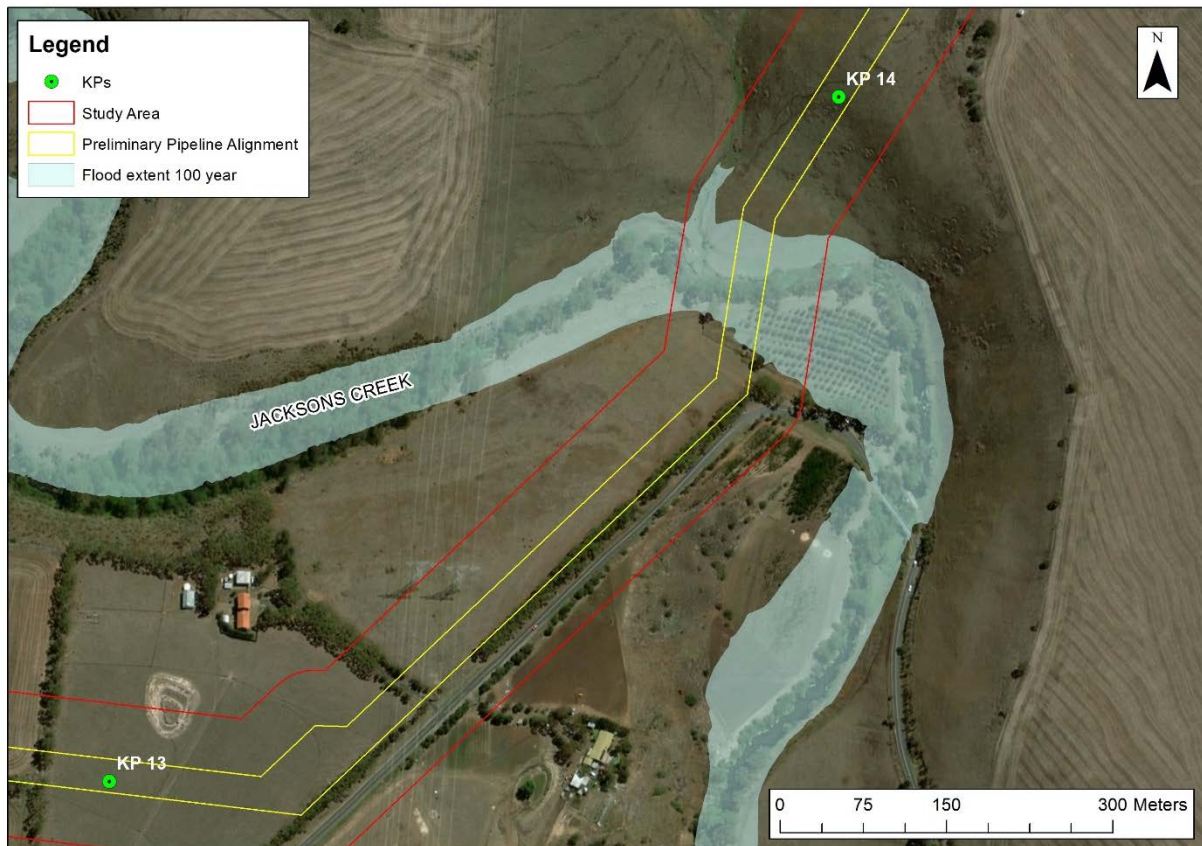 Legend
KPs
Study Area
Preliminary Pipeline Alignment
Flood extent 100 year
N
KP 14
JACKSONS CREEK
KP 13
0 75 150 300 Meters